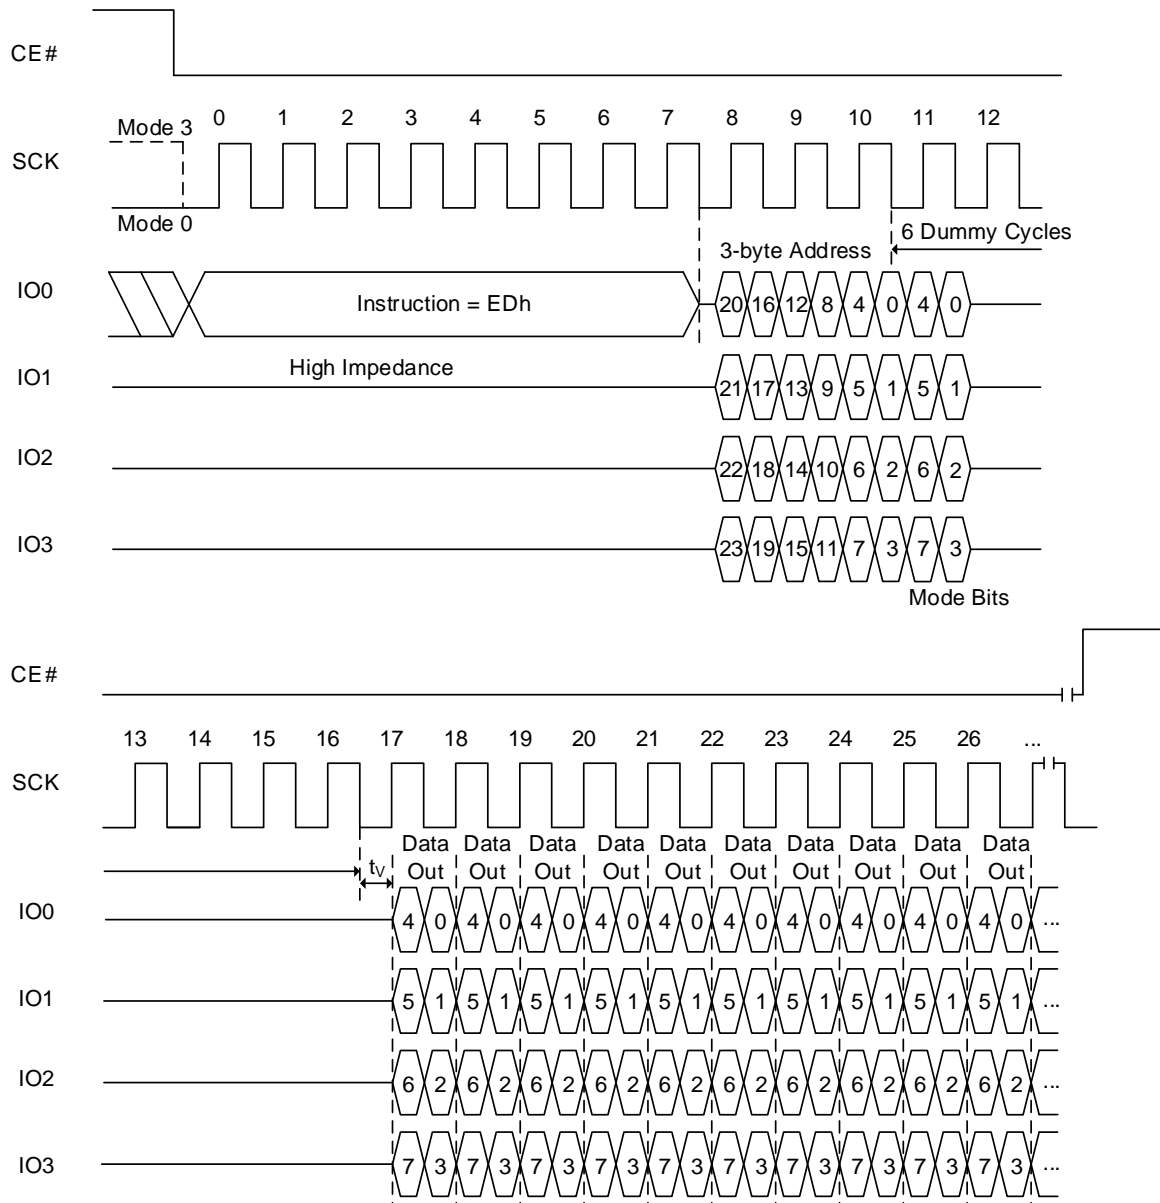 CE#
Mode 3
0 1 2 3 4 5 6 7 8 9 10 11 12
SCK
Mode 0
6 Dummy Cycles
3-byte Address
IO0
Instruction = EDh
20 16 12 8 4 0 4 0
IO1
High Impedance
21 17 13 9 5 1 5 1
IO2
22 18 14 10 6 2 6 2
IO3
23 19 15 11 7 3 7 3
Mode Bits
CE#
13 14 15 16 17 18 19 20 21 22 23 24 25 26 ...
SCK
Data Data Data Data Data Data Data Data Data Data
tV Out Out Out Out Out Out Out Out Out Out
IO0
4 0 4 0 4 0 4 0 4 0 4 0 4 0 4 0 4 0 4 0 ...
IO1
5 1 5 1 5 1 5 1 5 1 5 1 5 1 5 1 5 1 5 1 ...
IO2
6 2 6 2 6 2 6 2 6 2 6 2 6 2 6 2 6 2 6 2 ...
IO3
7 3 7 3 7 3 7 3 7 3 7 3 7 3 7 3 7 3 7 3 ...